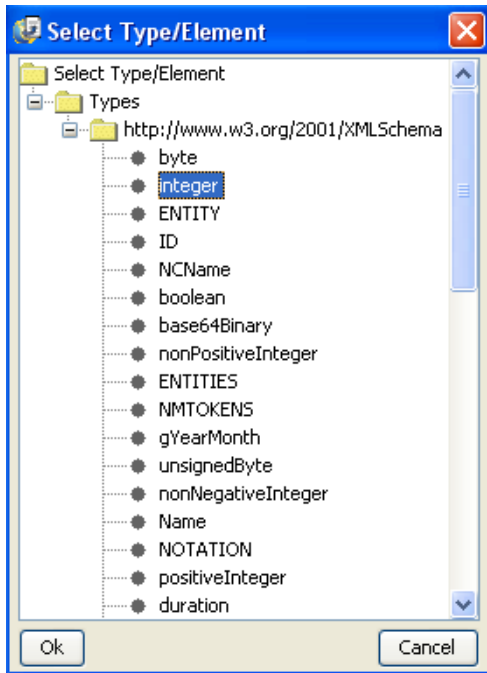 Select Type/Element
Select Type/Element
Types
http://www.w3.org/2001/XMLSchema
byte
integer
ENTITY
ID
NCName
boolean
base64Binary
nonPositiveInteger
ENTITIES
NMTOKENS
gYearMonth
unsignedByte
nonNegativeInteger
Name
NOTATION
positiveInteger
duration
Ok Cancel